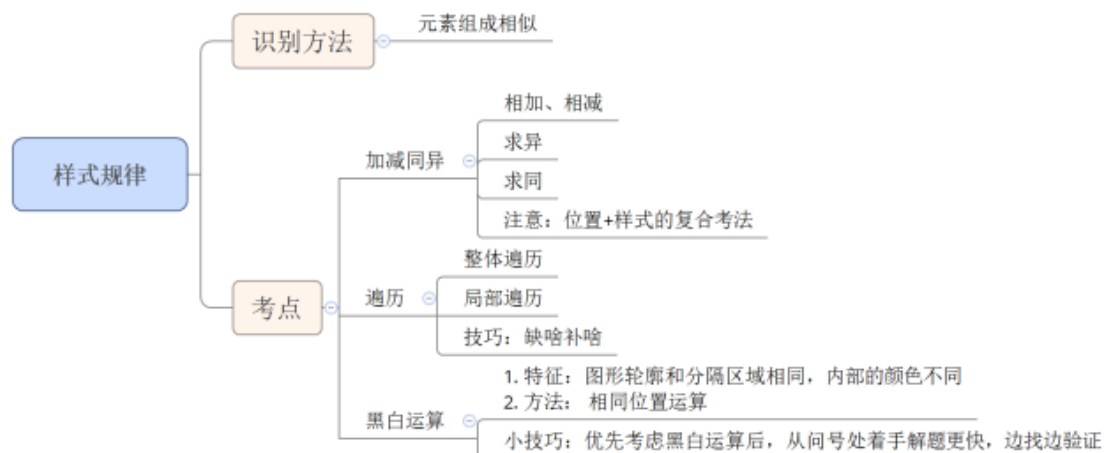 样式规律
识别方法
元素组成相似
考点
加减同异
相加、相减
求异
求同
注意：位置+样式的复合考法
遍历
整体遍历
局部遍历
技巧：缺啥补啥
黑白运算
1. 特征：图形轮廓和分隔区域相同，内部的颜色不同
2. 方法： 相同位置运算
小技巧：优先考虑黑白运算后，从问号处着手解题更快，边找边验证